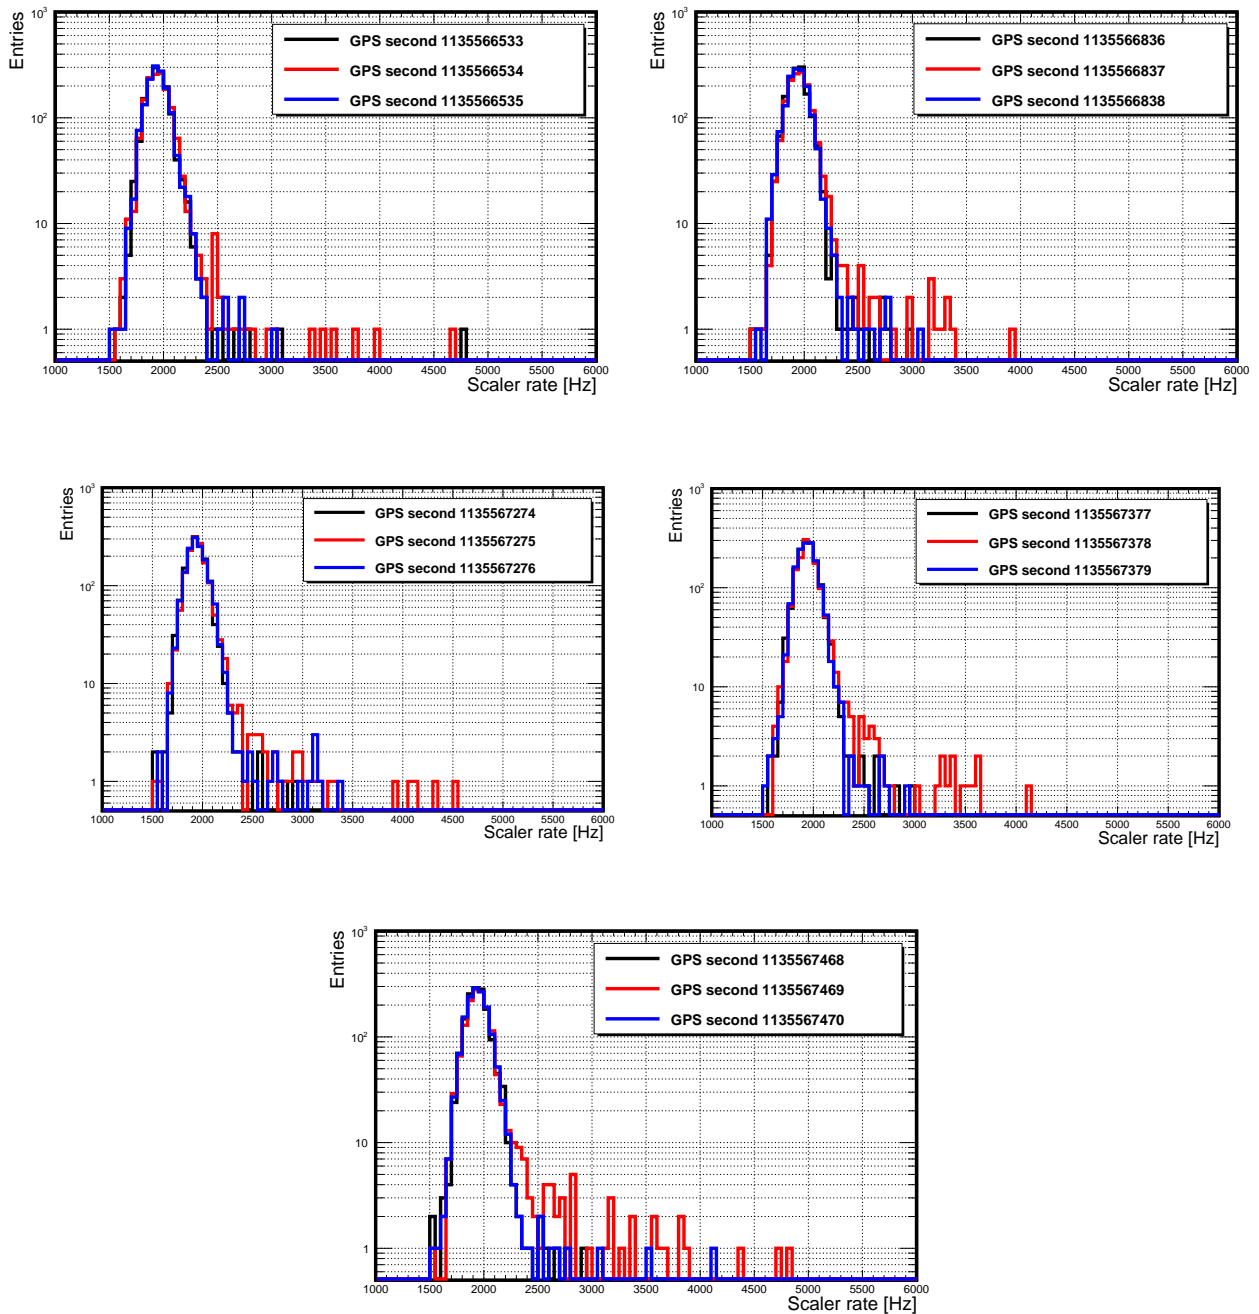 Entries
10³
10²
10
1
GPS second 1135566533
GPS second 1135566534
GPS second 1135566535
1000 1500 2000 2500 3000 3500 4000 4500 5000 5500 6000
Scaler rate [Hz]
Entries
10³
10²
10
1
GPS second 1135566836
GPS second 1135566837
GPS second 1135566838
1000 1500 2000 2500 3000 3500 4000 4500 5000 5500 6000
Scaler rate [Hz]
Entries
10³
10²
10
1
GPS second 1135567274
GPS second 1135567275
GPS second 1135567276
1000 1500 2000 2500 3000 3500 4000 4500 5000 5500 6000
Scaler rate [Hz]
Entries
10³
10²
10
1
GPS second 1135567377
GPS second 1135567378
GPS second 1135567379
1000 1500 2000 2500 3000 3500 4000 4500 5000 5500 6000
Scaler rate [Hz]
Entries
10³
10²
10
1
GPS second 1135567468
GPS second 1135567469
GPS second 1135567470
1000 1500 2000 2500 3000 3500 4000 4500 5000 5500 6000
Scaler rate [Hz]